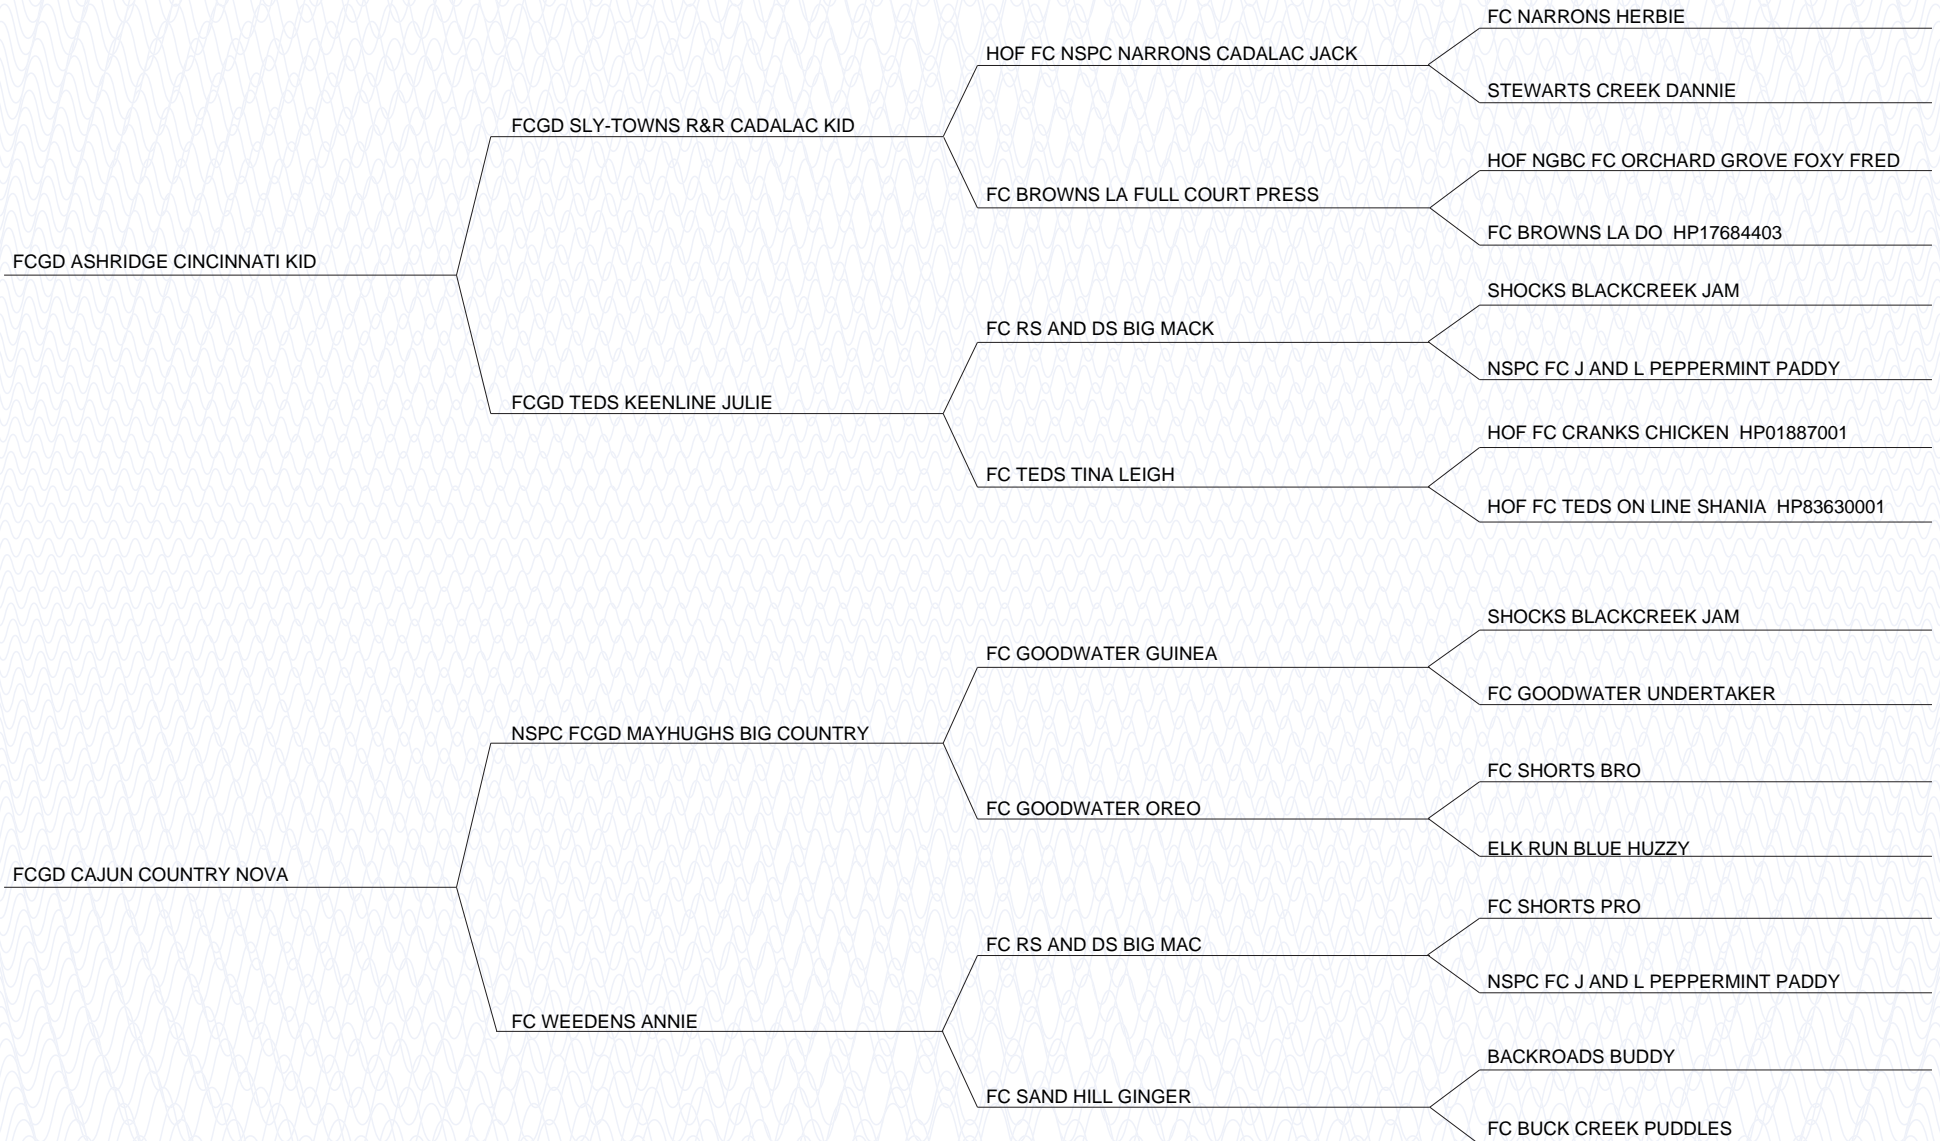 FC NARRONS HERBIE
HOF FC NSPC NARRONS CADALAC JACK
STEWARTS CREEK DANNIE
FCGD SLY-TOWNS R&R CADALAC KID
HOF NGBC FC ORCHARD GROVE FOXY FRED
FC BROWNS LA FULL COURT PRESS
FC BROWNS LA DO  HP17684403
FCGD ASHRIDGE CINCINNATI KID
SHOCKS BLACKCREEK JAM
FC RS AND DS BIG MACK
NSPC FC J AND L PEPPERMINT PADDY
FCGD TEDS KEENLINE JULIE
HOF FC CRANKS CHICKEN  HP01887001
FC TEDS TINA LEIGH
HOF FC TEDS ON LINE SHANIA  HP83630001
SHOCKS BLACKCREEK JAM
FC GOODWATER GUINEA
FC GOODWATER UNDERTAKER
NSPC FCGD MAYHUGHS BIG COUNTRY
FC SHORTS BRO
FC GOODWATER OREO
ELK RUN BLUE HUZZY
FCGD CAJUN COUNTRY NOVA
FC SHORTS PRO
FC RS AND DS BIG MAC
NSPC FC J AND L PEPPERMINT PADDY
FC WEEDENS ANNIE
BACKROADS BUDDY
FC SAND HILL GINGER
FC BUCK CREEK PUDDLES